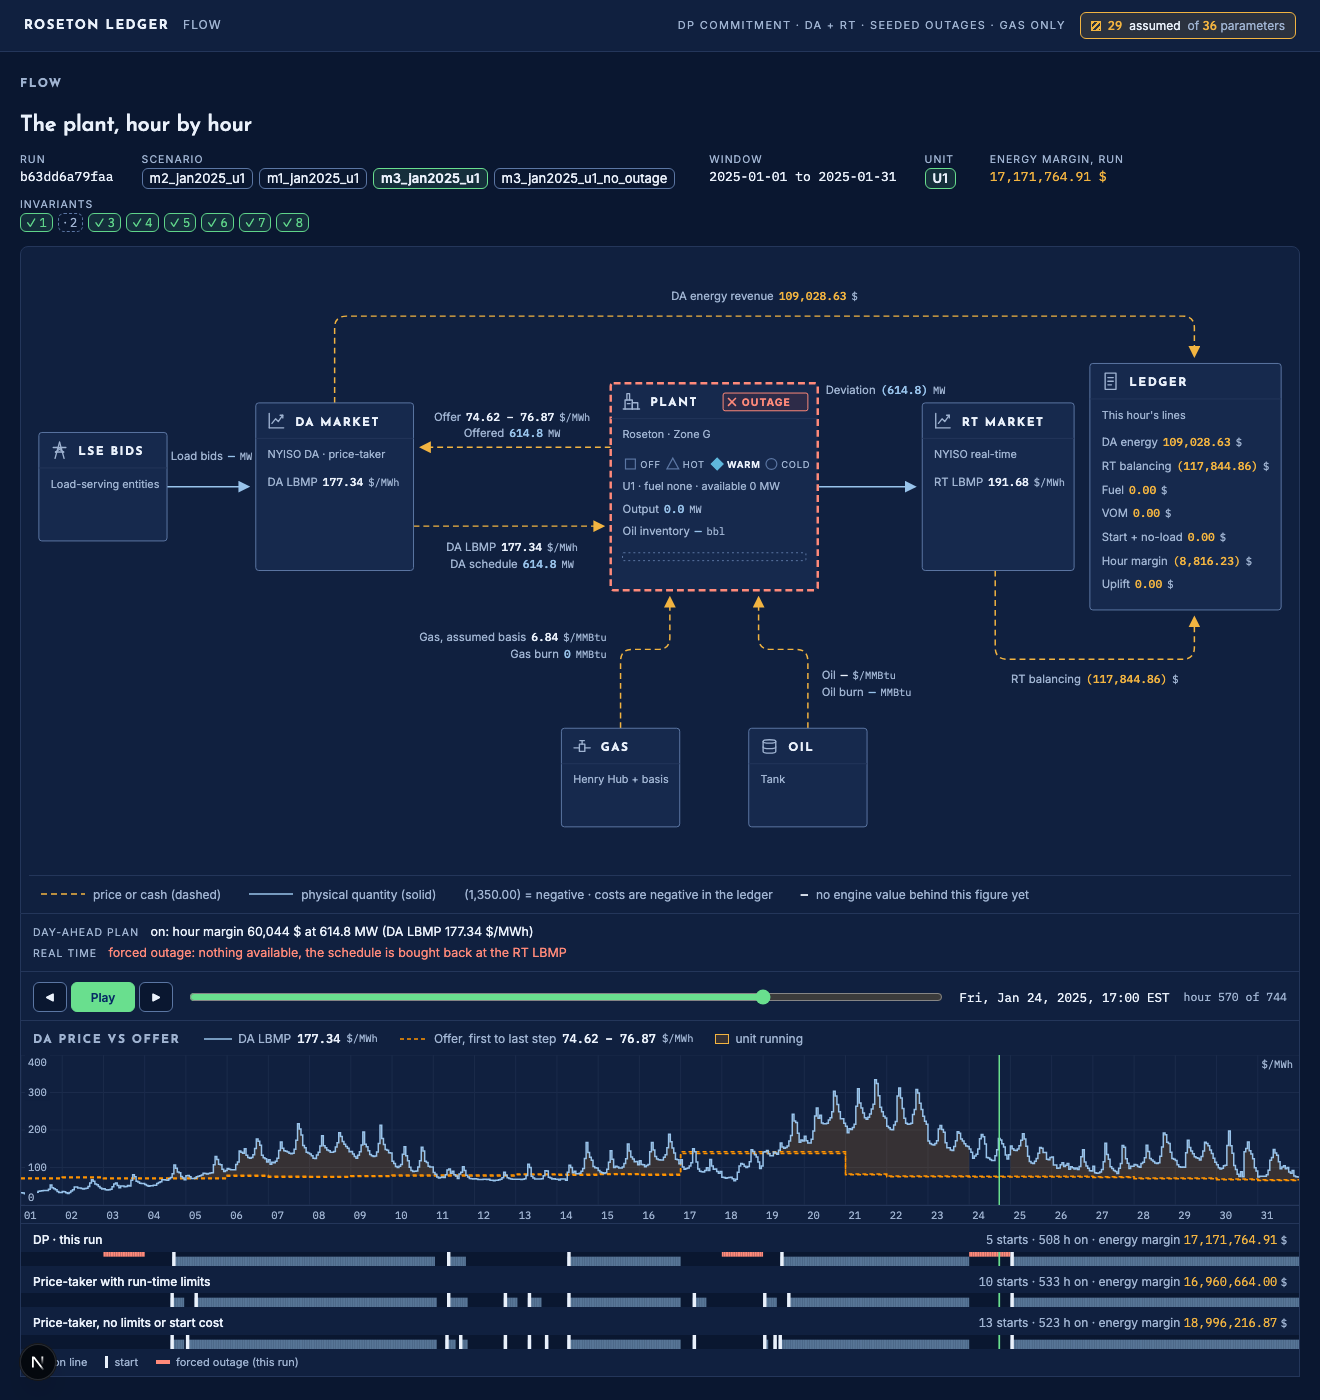 ROSETON LEDGER FLOW
DP COMMITMENT · DA + RT · SEEDED OUTAGES · GAS ONLY
29 assumed of 36 parameters
FLOW
The plant, hour by hour
RUN
b63dd6a79faa
SCENARIO
m2_jan2025_u1 m1_jan2025_u1 m3_jan2025_u1 m3_jan2025_u1_no_outage
WINDOW
2025-01-01 to 2025-01-31
UNIT
U1
ENERGY MARGIN, RUN
17,171,764.91 $
INVARIANTS
✓ 1 · 2 ✓ 3 ✓ 4 ✓ 5 ✓ 6 ✓ 7 ✓ 8
DA energy revenue 109,028.63 $
LSE BIDS
Load-serving entities
Load bids — MW
DA MARKET
NYISO DA · price-taker
DA LBMP 177.34 $/MWh
Offer 74.62 – 76.87 $/MWh
Offered 614.8 MW
DA LBMP 177.34 $/MWh
DA schedule 614.8 MW
PLANT
✕ OUTAGE
Roseton · Zone G
OFF HOT WARM COLD
U1 · fuel none · available 0 MW
Output 0.0 MW
Oil inventory — bbl
Deviation (614.8) MW
RT MARKET
NYISO real-time
RT LBMP 191.68 $/MWh
LEDGER
This hour's lines
DA energy 109,028.63 $
RT balancing (117,844.86) $
Fuel 0.00 $
VOM 0.00 $
Start + no-load 0.00 $
Hour margin (8,816.23) $
Uplift 0.00 $
Gas, assumed basis 6.84 $/MMBtu
Gas burn 0 MMBtu
Oil — $/MMBtu
Oil burn — MMBtu
RT balancing (117,844.86) $
GAS
Henry Hub + basis
OIL
Tank
price or cash (dashed) physical quantity (solid) (1,350.00) = negative · costs are negative in the ledger — no engine value behind this figure yet
DAY-AHEAD PLAN on: hour margin 60,044 $ at 614.8 MW (DA LBMP 177.34 $/MWh)
REAL TIME forced outage: nothing available, the schedule is bought back at the RT LBMP
Play
Fri, Jan 24, 2025, 17:00 EST hour 570 of 744
DA PRICE VS OFFER DA LBMP 177.34 $/MWh Offer, first to last step 74.62 – 76.87 $/MWh unit running
$/MWh
400
300
200
100
0
01 02 03 04 05 06 07 08 09 10 11 12 13 14 15 16 17 18 19 20 21 22 23 24 25 26 27 28 29 30 31
DP · this run 5 starts · 508 h on · energy margin 17,171,764.91 $
Price-taker with run-time limits 10 starts · 533 h on · energy margin 16,960,664.00 $
Price-taker, no limits or start cost 13 starts · 523 h on · energy margin 18,996,216.87 $
N on line start forced outage (this run)